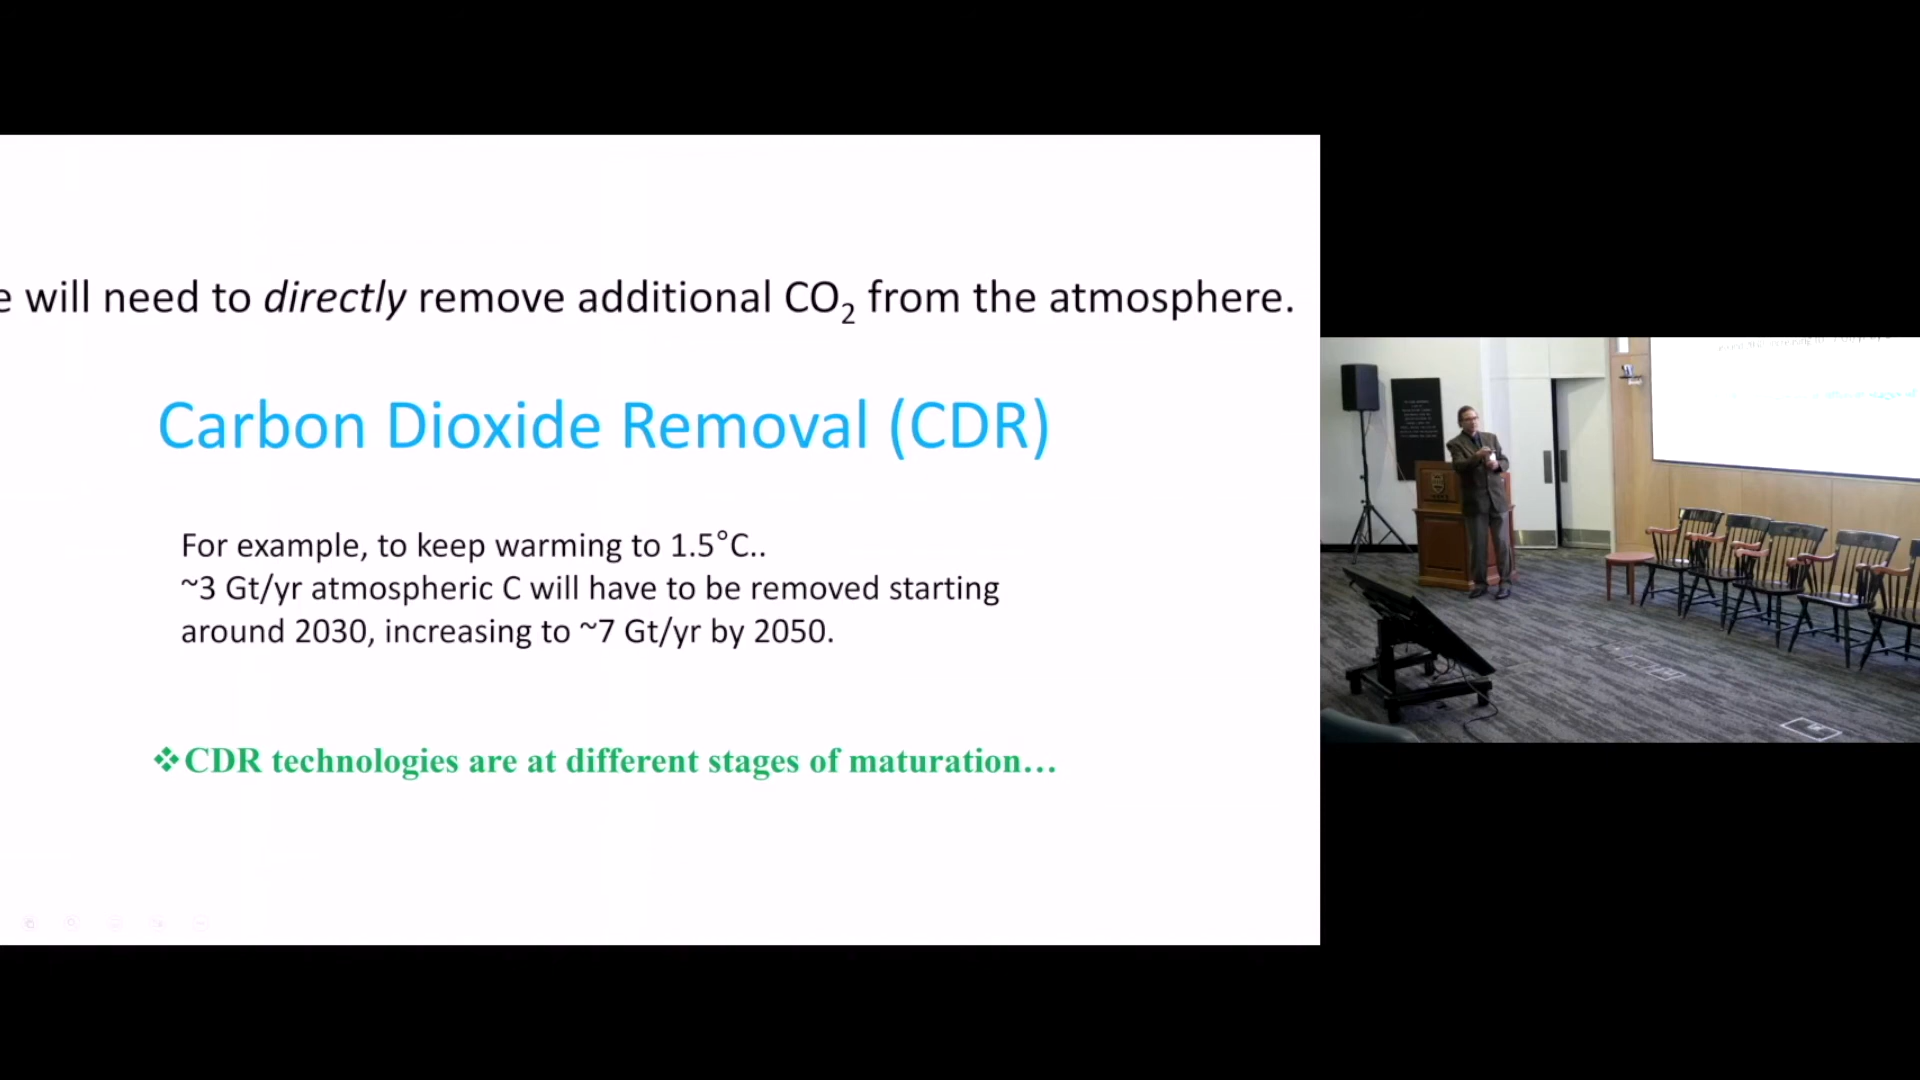 e will need to directly remove additional CO₂ from the atmosphere.
Carbon Dioxide Removal (CDR)
For example, to keep warming to 1.5°C..
~3 Gt/yr atmospheric C will have to be removed starting
around 2030, increasing to ~7 Gt/yr by 2050.
❖CDR technologies are at different stages of maturation…